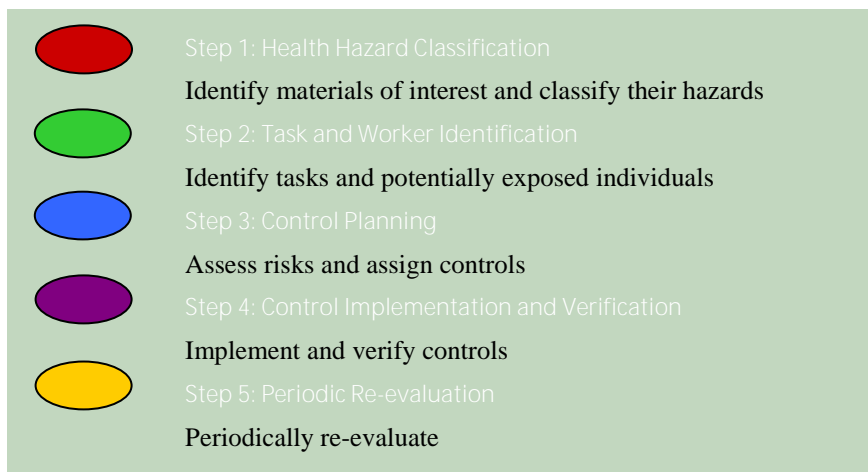 Step 1: Health Hazard Classification
Identify materials of interest and classify their hazards
Step 2: Task and Worker Identification
Identify tasks and potentially exposed individuals
Step 3: Control Planning
Assess risks and assign controls
Step 4: Control Implementation and Verification
Implement and verify controls
Step 5: Periodic Re-evaluation
Periodically re-evaluate